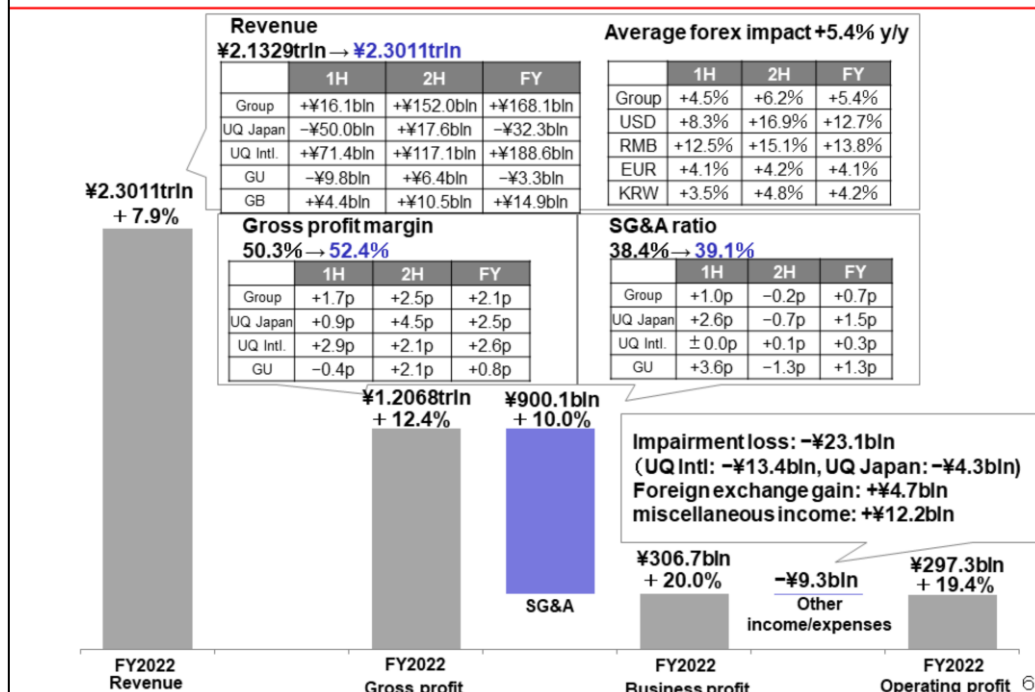 Revenue
¥2.1329trln→¥2.3011trln
1H 2H FY
Group +¥16.1bln +¥152.0bln +¥168.1bln
UQ Japan −¥50.0bln +¥17.6bln −¥32.3bln
UQ Intl. +¥71.4bln +¥117.1bln +¥188.6bln
GU −¥9.8bln +¥6.4bln −¥3.3bln
GB +¥4.4bln +¥10.5bln +¥14.9bln
Average forex impact +5.4% y/y
1H 2H FY
Group +4.5% +6.2% +5.4%
USD +8.3% +16.9% +12.7%
RMB +12.5% +15.1% +13.8%
EUR +4.1% +4.2% +4.1%
KRW +3.5% +4.8% +4.2%
¥2.3011trln
+7.9%
Gross profit margin
50.3%→52.4%
1H 2H FY
Group +1.7p +2.5p +2.1p
UQ Japan +0.9p +4.5p +2.5p
UQ Intl. +2.9p +2.1p +2.6p
GU −0.4p +2.1p +0.8p
SG&A ratio
38.4%→39.1%
1H 2H FY
Group +1.0p −0.2p +0.7p
UQ Japan +2.6p −0.7p +1.5p
UQ Intl. ±0.0p +0.1p +0.3p
GU +3.6p −1.3p +1.3p
¥1.2068trln
+12.4%
¥900.1bln
+10.0%
Impairment loss: −¥23.1bln
(UQ Intl: −¥13.4bln, UQ Japan: −¥4.3bln)
Foreign exchange gain: +¥4.7bln
miscellaneous income: +¥12.2bln
SG&A
¥306.7bln
+20.0%
−¥9.3bln
Other
income/expenses
¥297.3bln
+19.4%
FY2022
Revenue
FY2022
Gross profit
FY2022
Business profit
FY2022
Operating profit
6